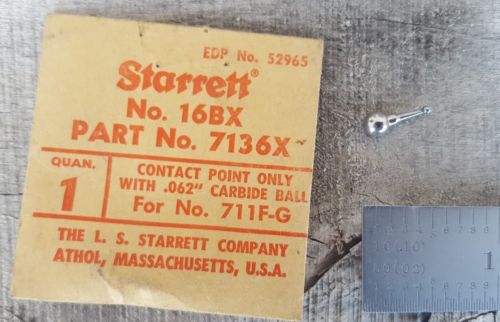 EDP No. 52965
Starrett®
No. 16BX
PART No. 7136X
QUAN.
1
CONTACT POINT ONLY
WITH .062" CARBIDE BALL
For No. 711F-G
THE L. S. STARRETT COMPANY
ATHOL, MASSACHUSETTS, U.S.A.
1